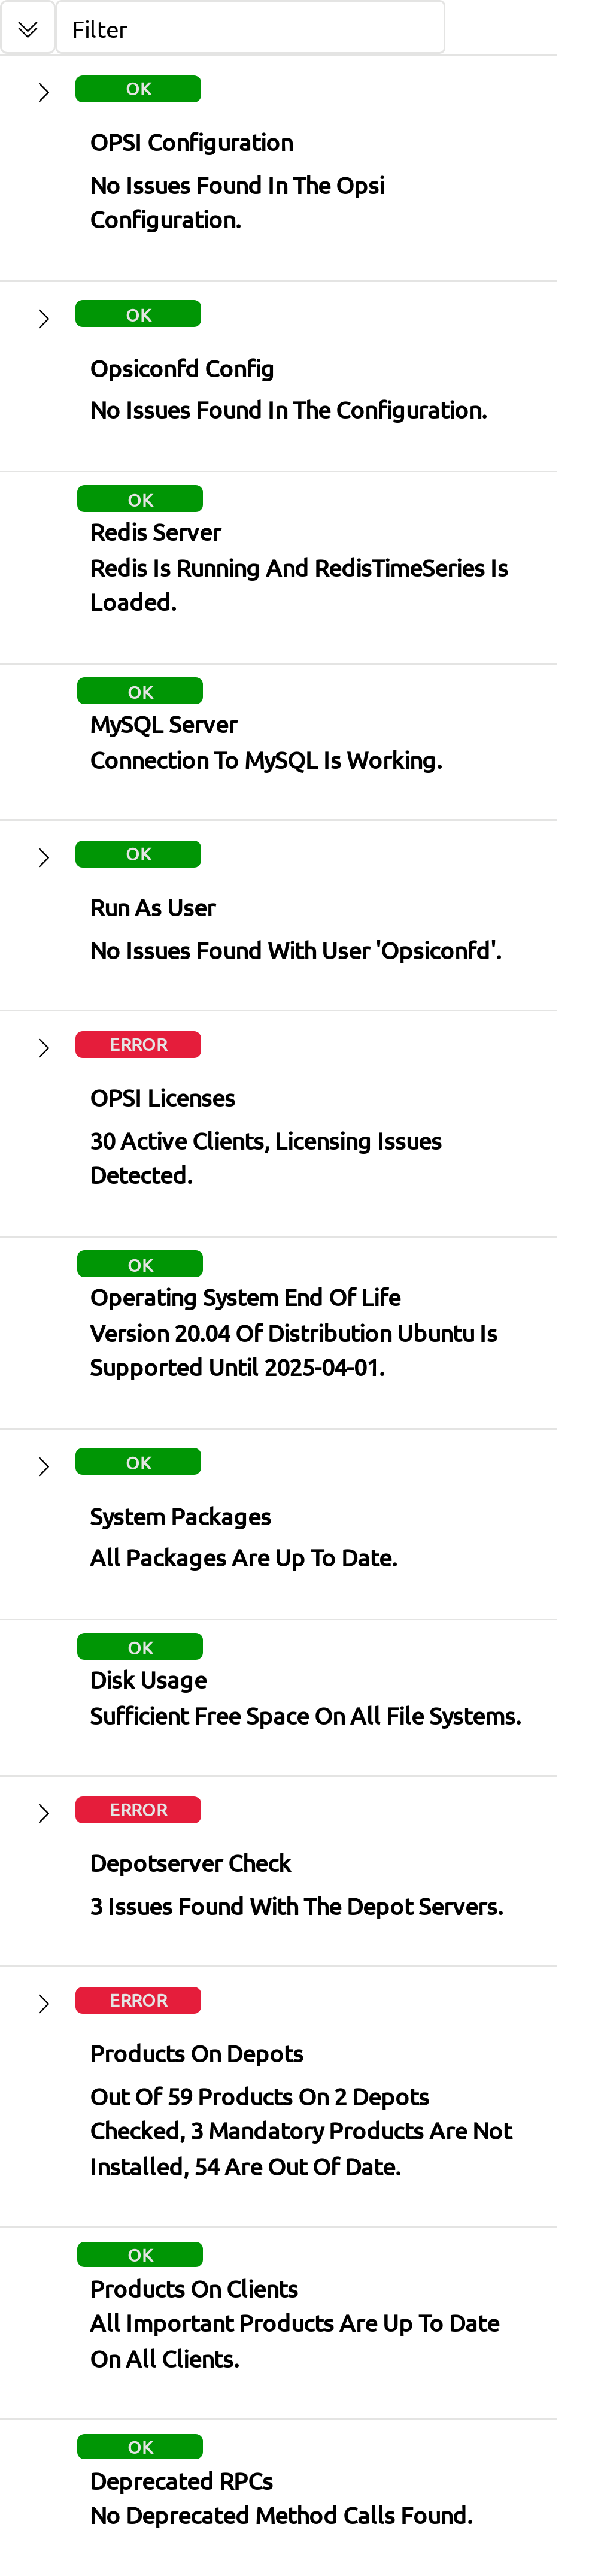 Filter
OK
OPSI Configuration
No Issues Found In The Opsi
Configuration.
OK
Opsiconfd Config
No Issues Found In The Configuration.
OK
Redis Server
Redis Is Running And RedisTimeSeries Is
Loaded.
OK
MySQL Server
Connection To MySQL Is Working.
OK
Run As User
No Issues Found With User 'Opsiconfd'.
ERROR
OPSI Licenses
30 Active Clients, Licensing Issues
Detected.
OK
Operating System End Of Life
Version 20.04 Of Distribution Ubuntu Is
Supported Until 2025-04-01.
OK
System Packages
All Packages Are Up To Date.
OK
Disk Usage
Sufficient Free Space On All File Systems.
ERROR
Depotserver Check
3 Issues Found With The Depot Servers.
ERROR
Products On Depots
Out Of 59 Products On 2 Depots
Checked, 3 Mandatory Products Are Not
Installed, 54 Are Out Of Date.
OK
Products On Clients
All Important Products Are Up To Date
On All Clients.
OK
Deprecated RPCs
No Deprecated Method Calls Found.